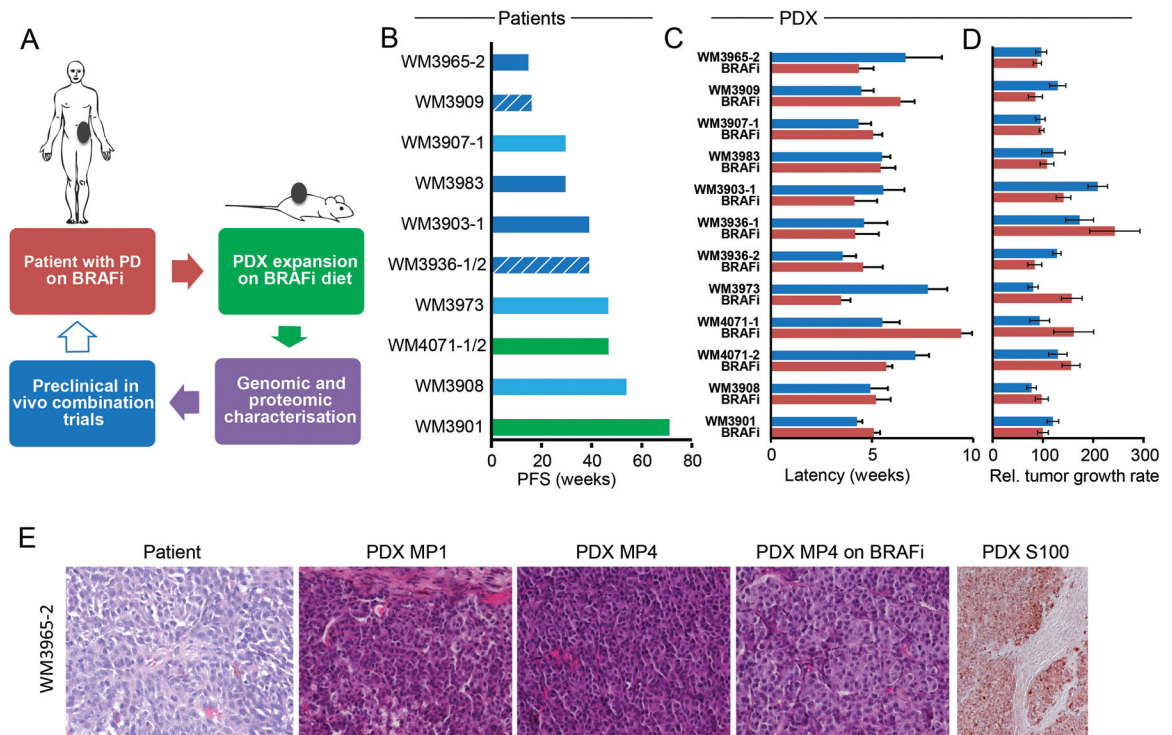 Patients
PDX
A
B
C
D
Patient with PD
on BRAFi
PDX expansion
on BRAFi diet
Preclinical in
vivo combination
trials
Genomic and
proteomic
characterisation
WM3965-2
WM3909
WM3907-1
WM3983
WM3903-1
WM3936-1/2
WM3973
WM4071-1/2
WM3908
WM3901
0 20 40 60 80
PFS (weeks)
WM3965-2
BRAFi
WM3909
BRAFi
WM3907-1
BRAFi
WM3983
BRAFi
WM3903-1
BRAFi
WM3936-1
BRAFi
WM3936-2
BRAFi
WM3973
BRAFi
WM4071-1
BRAFi
WM4071-2
BRAFi
WM3908
BRAFi
WM3901
BRAFi
0 5 10
Latency (weeks)
0 100 200 300
Rel. tumor growth rate
E
Patient
PDX MP1
PDX MP4
PDX MP4 on BRAFi
PDX S100
WM3965-2